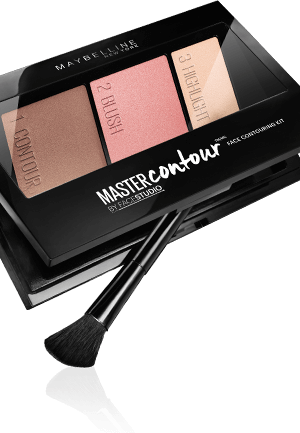 MAYBELLINE
NEW YORK
1 CONTOUR
2 BLUSH
3 HIGHLIGHT
MASTER contour
BY FACESTUDIO
FACE CONTOURING KIT